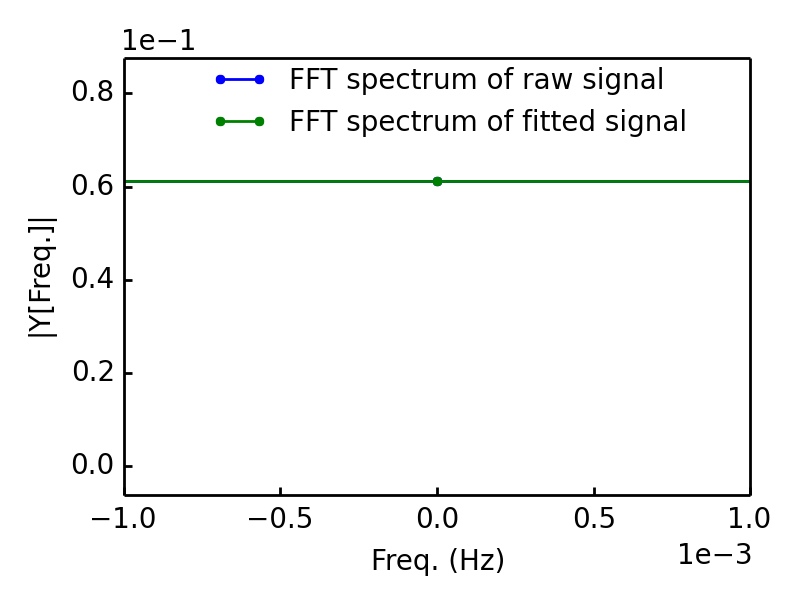 1e−1
FFT spectrum of raw signal
FFT spectrum of fitted signal
0.8
0.6
0.4
0.2
0.0
|Y[Freq.]|
−1.0 −0.5 0.0 0.5 1.0
1e−3
Freq. (Hz)